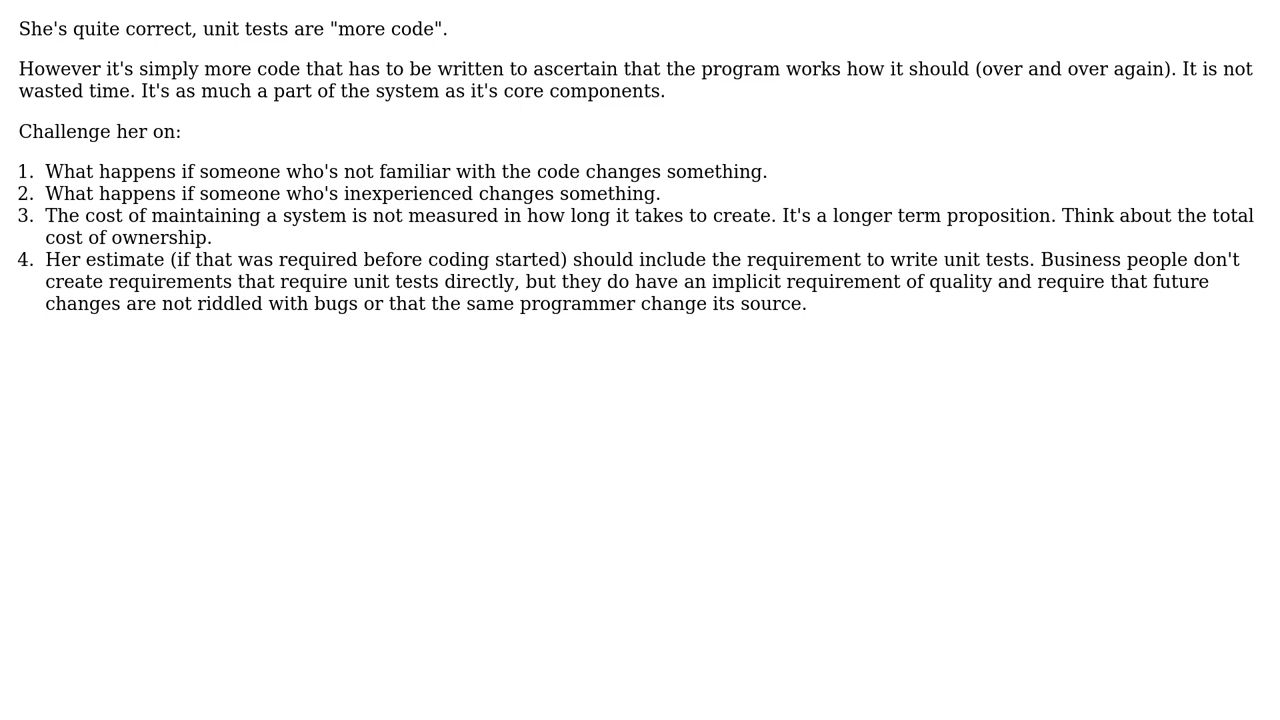 She's quite correct, unit tests are "more code".
However it's simply more code that has to be written to ascertain that the program works how it should (over and over again). It is not
wasted time. It's as much a part of the system as it's core components.
Challenge her on:
1. What happens if someone who's not familiar with the code changes something.
2. What happens if someone who's inexperienced changes something.
3. The cost of maintaining a system is not measured in how long it takes to create. It's a longer term proposition. Think about the total
cost of ownership.
4. Her estimate (if that was required before coding started) should include the requirement to write unit tests. Business people don't
create requirements that require unit tests directly, but they do have an implicit requirement of quality and require that future
changes are not riddled with bugs or that the same programmer change its source.